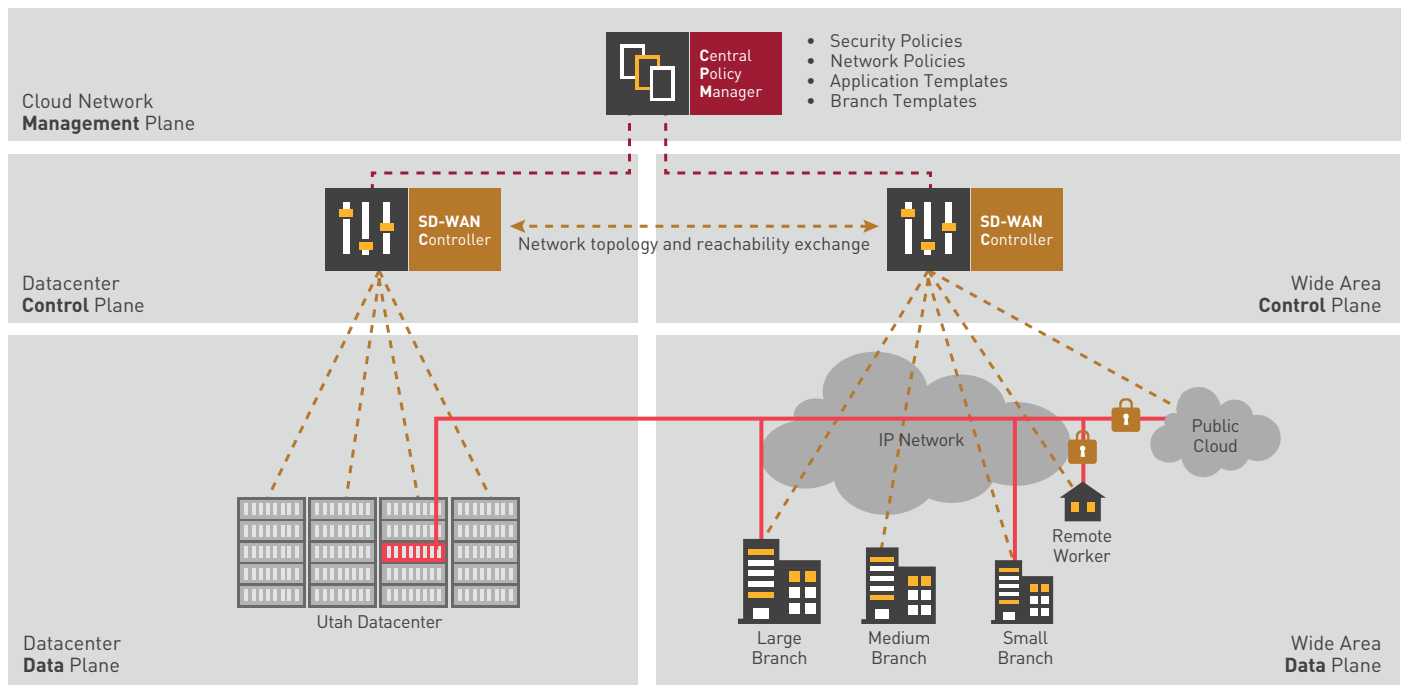 Central
Policy
Manager
• Security Policies
• Network Policies
• Application Templates
• Branch Templates
Cloud Network
Management Plane
SD-WAN
Controller
Network topology and reachability exchange
SD-WAN
Controller
Datacenter
Control Plane
Wide Area
Control Plane
IP Network
Public
Cloud
Remote
Worker
Utah Datacenter
Large
Branch
Medium
Branch
Small
Branch
Datacenter
Data Plane
Wide Area
Data Plane